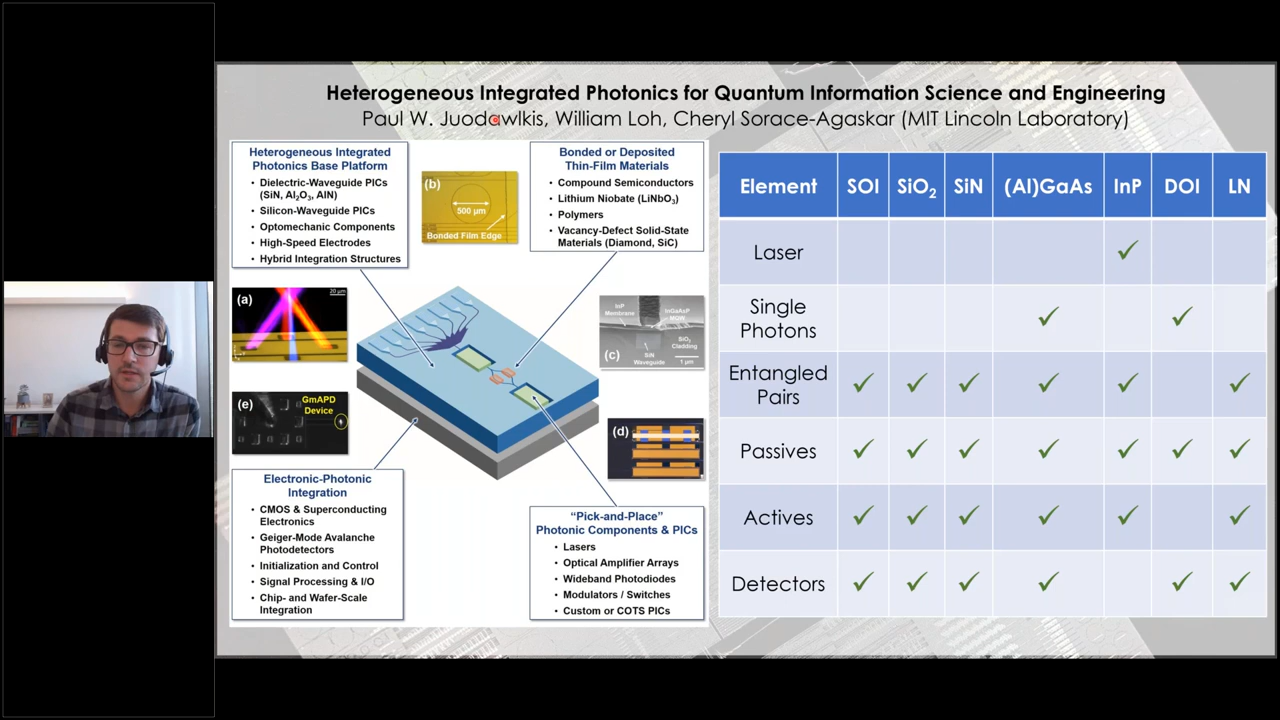 Heterogeneous Integrated Photonics for Quantum Information Science and Engineering
Paul W. Juodawlkis, William Loh, Cheryl Sorace-Agaskar (MIT Lincoln Laboratory)
Heterogeneous Integrated
Photonics Base Platform
• Dielectric-Waveguide PICs
(SiN, Al₂O₃, AlN)
• Silicon-Waveguide PICs
• Optomechanic Components
• High-Speed Electrodes
• Hybrid Integration Structures
(b)
500 µm
Bonded Film Edge
Bonded or Deposited
Thin-Film Materials
• Compound Semiconductors
• Lithium Niobate (LiNbO₃)
• Polymers
• Vacancy-Defect Solid-State
Materials (Diamond, SiC)
(a)
20 µm
InP
Membrane
InGaAsP
MQW
SiO₂
Cladding
SiN
Waveguide
1 µm
(c)
(e)
GmAPD
Device
(d)
Electronic-Photonic
Integration
• CMOS & Superconducting
Electronics
• Geiger-Mode Avalanche
Photodetectors
• Initialization and Control
• Signal Processing & I/O
• Chip- and Wafer-Scale
Integration
“Pick-and-Place”
Photonic Components & PICs
• Lasers
• Optical Amplifier Arrays
• Wideband Photodiodes
• Modulators / Switches
• Custom or COTS PICs
Element SOI SiO₂ SiN (Al)GaAs InP DOI LN
Laser ✓
Single
Photons ✓ ✓
Entangled
Pairs ✓ ✓ ✓ ✓ ✓ ✓
Passives ✓ ✓ ✓ ✓ ✓ ✓ ✓
Actives ✓ ✓ ✓ ✓ ✓ ✓
Detectors ✓ ✓ ✓ ✓ ✓ ✓